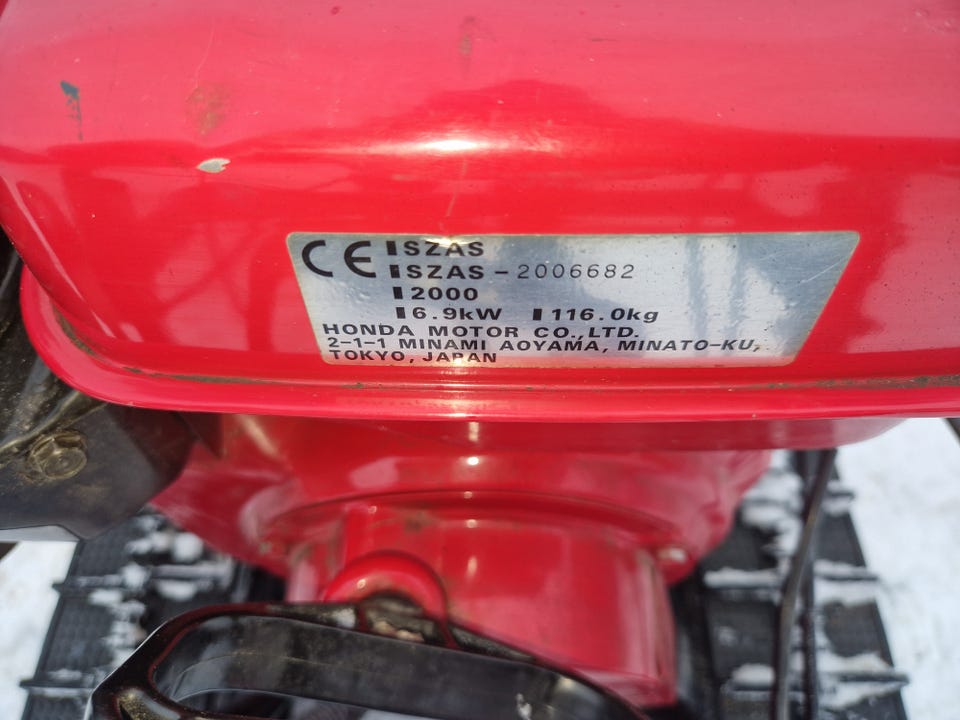 CE SZAS
SZAS-2006682
2000
6.9kW 116.0kg
HONDA MOTOR CO.,LTD.
2-1-1 MINAMI AOYAMA, MINATO-KU,
TOKYO, JAPAN